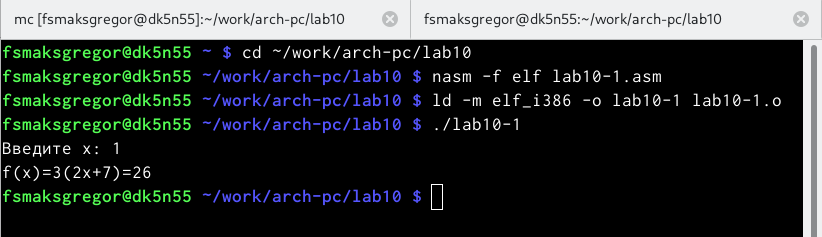 mc [fsmaksgregor@dk5n55]:~/work/arch-pc/lab10 fsmaksgregor@dk5n55:~/work/arch-pc/lab10
fsmaksgregor@dk5n55 ~ $ cd ~/work/arch-pc/lab10
fsmaksgregor@dk5n55 ~/work/arch-pc/lab10 $ nasm -f elf lab10-1.asm
fsmaksgregor@dk5n55 ~/work/arch-pc/lab10 $ ld -m elf_i386 -o lab10-1 lab10-1.o
fsmaksgregor@dk5n55 ~/work/arch-pc/lab10 $ ./lab10-1
Введите x: 1
f(x)=3(2x+7)=26
fsmaksgregor@dk5n55 ~/work/arch-pc/lab10 $